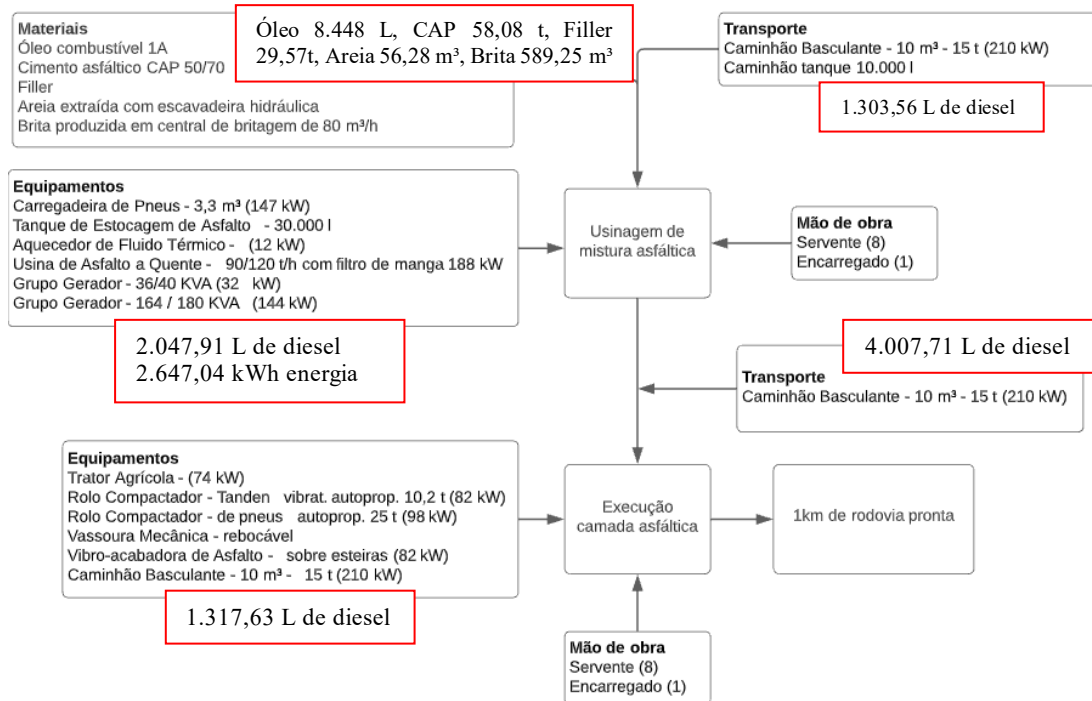 Materiais
Óleo combustível 1A
Cimento asfáltico CAP 50/70
Filler
Areia extraída com escavadeira hidráulica
Brita produzida em central de britagem de 80 m³/h
Óleo 8.448 L, CAP 58,08 t, Filler
29,57t, Areia 56,28 m³, Brita 589,25 m³
Transporte
Caminhão Basculante - 10 m³ - 15 t (210 kW)
Caminhão tanque 10.000 l
1.303,56 L de diesel
Equipamentos
Carregadeira de Pneus - 3,3 m³ (147 kW)
Tanque de Estocagem de Asfalto - 30.000 l
Aquecedor de Fluido Térmico - (12 kW)
Usina de Asfalto a Quente - 90/120 t/h com filtro de manga 188 kW
Grupo Gerador - 36/40 KVA (32 kW)
Grupo Gerador - 164 / 180 KVA (144 kW)
2.047,91 L de diesel
2.647,04 kWh energia
Usinagem de
mistura asfáltica
Mão de obra
Servente (8)
Encarregado (1)
4.007,71 L de diesel
Transporte
Caminhão Basculante - 10 m³ - 15 t (210 kW)
Equipamentos
Trator Agrícola - (74 kW)
Rolo Compactador - Tanden vibrat. autoprop. 10,2 t (82 kW)
Rolo Compactador - de pneus autoprop. 25 t (98 kW)
Vassoura Mecânica - rebocável
Vibro-acabadora de Asfalto - sobre esteiras (82 kW)
Caminhão Basculante - 10 m³ - 15 t (210 kW)
1.317,63 L de diesel
Execução
camada asfáltica
1km de rodovia pronta
Mão de obra
Servente (8)
Encarregado (1)